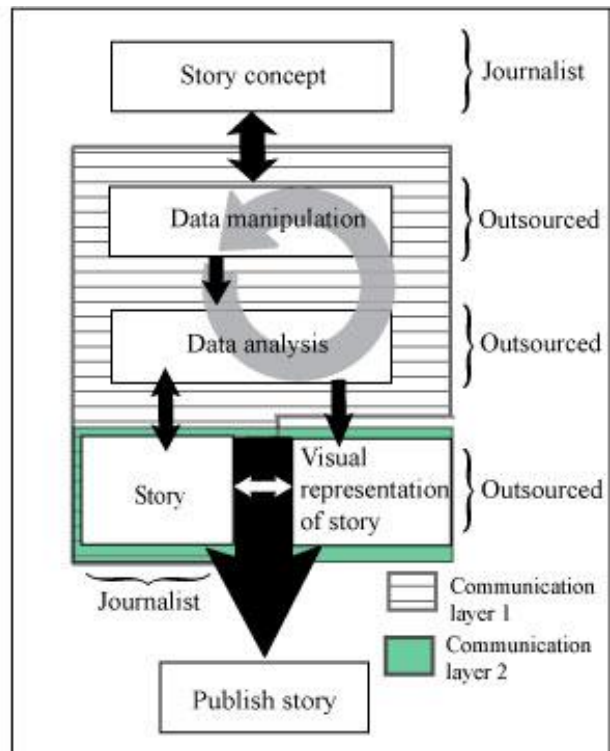 Story concept
Journalist
Data manipulation
Outsourced
Data analysis
Outsourced
Story
Visual
representation
of story
Outsourced
Journalist
Communication
layer 1
Communication
layer 2
Publish story